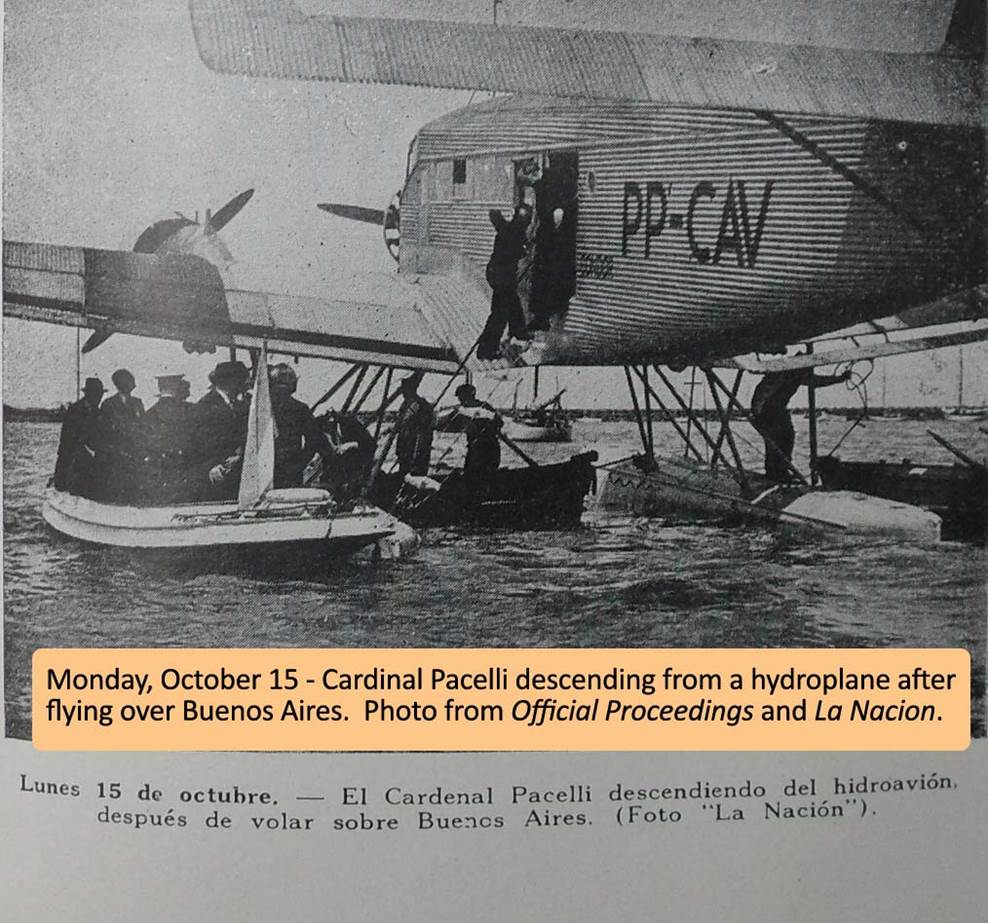 PP-CAV
Monday, October 15 - Cardinal Pacelli descending from a hydroplane after
flying over Buenos Aires.  Photo from Official Proceedings and La Nacion.
Lunes 15 de octubre. — El Cardenal Pacelli descendiendo del hidroavión,
después de volar sobre Buenos Aires. (Foto "La Nación").